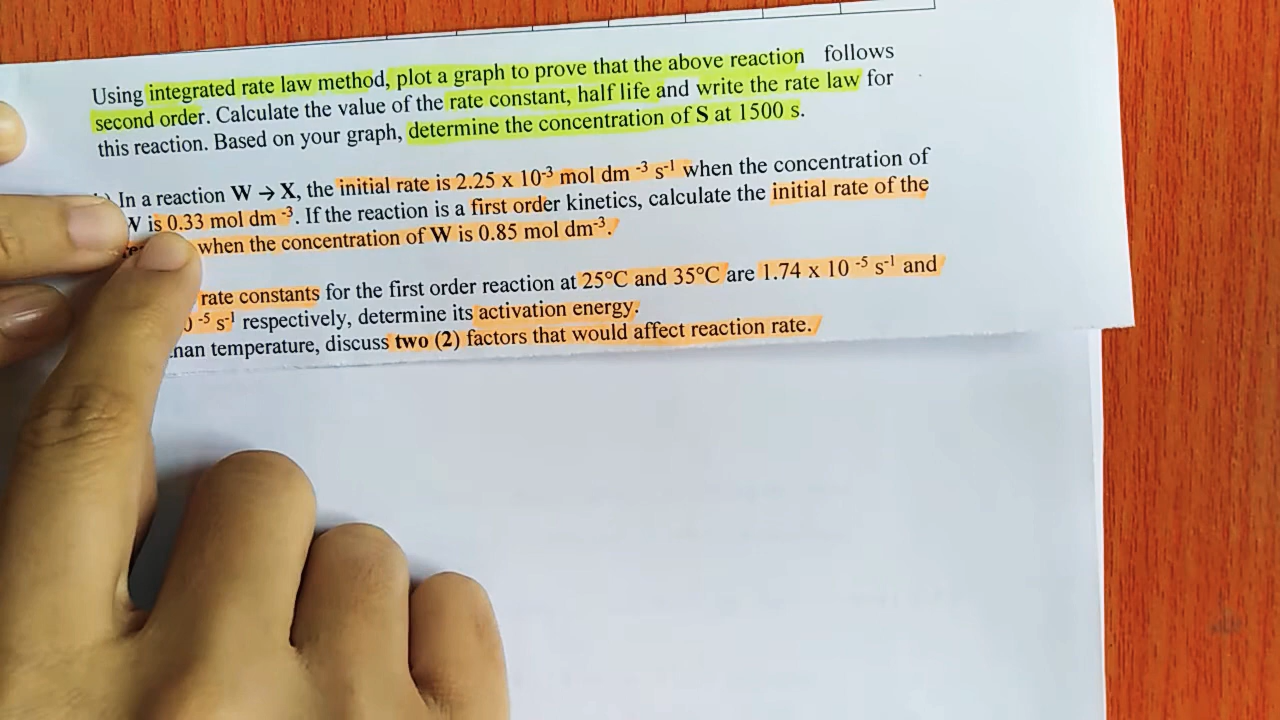 Using integrated rate law method, plot a graph to prove that the above reaction follows
second order. Calculate the value of the rate constant, half life and write the rate law for
this reaction. Based on your graph, determine the concentration of S at 1500 s.
In a reaction W → X, the initial rate is 2.25 x 10⁻³ mol dm ⁻³ s⁻¹ when the concentration of
W is 0.33 mol dm ⁻³. If the reaction is a first order kinetics, calculate the initial rate of the
when the concentration of W is 0.85 mol dm⁻³.
rate constants for the first order reaction at 25°C and 35°C are 1.74 x 10 ⁻⁵ s⁻¹ and
⁻⁵ s⁻¹ respectively, determine its activation energy.
temperature, discuss two (2) factors that would affect reaction rate.